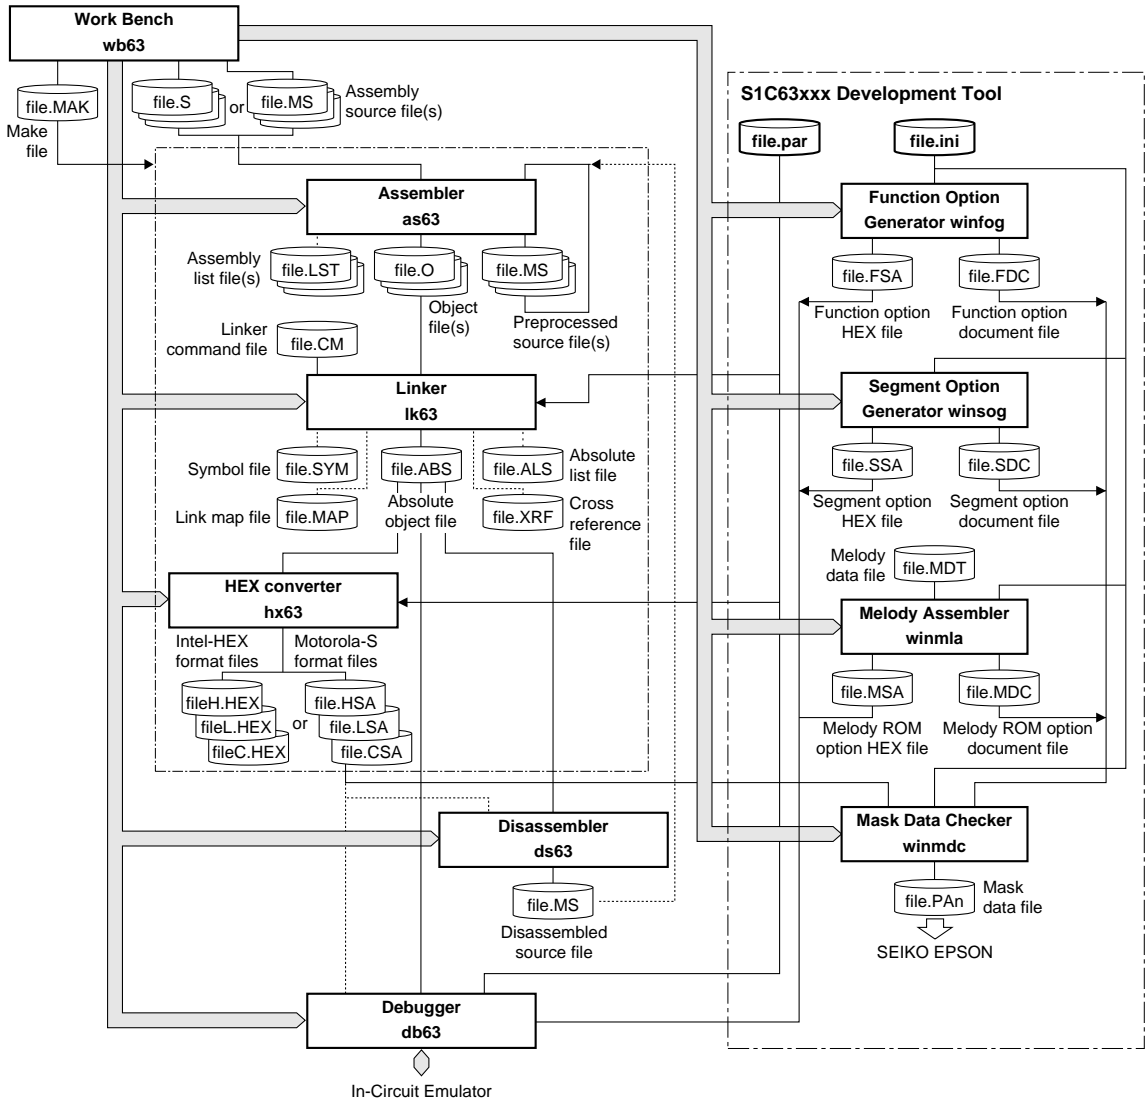 Work Bench
wb63
file.MAK
Make
file
file.S
or
file.MS
Assembly
source file(s)
S1C63xxx Development Tool
file.par
file.ini
Assembler
as63
Assembly
list file(s)
file.LST
file.O
file.MS
Object
file(s)
Preprocessed
source file(s)
Linker
command file
file.CM
Linker
lk63
Symbol file
file.SYM
file.ABS
file.ALS
Absolute
list file
Link map file
file.MAP
Absolute
object file
file.XRF
Cross
reference
file
HEX converter
hx63
Intel-HEX
format files
Motorola-S
format files
fileH.HEX
fileL.HEX
fileC.HEX
or
file.HSA
file.LSA
file.CSA
Disassembler
ds63
file.MS
Disassembled
source file
Debugger
db63
In-Circuit Emulator
Function Option
Generator winfog
file.FSA
file.FDC
Function option
HEX file
Function option
document file
Segment Option
Generator winsog
file.SSA
file.SDC
Segment option
HEX file
Segment option
document file
Melody
data file
file.MDT
Melody Assembler
winmla
file.MSA
file.MDC
Melody ROM
option HEX file
Melody ROM option
document file
Mask Data Checker
winmdc
file.PAn
Mask
data file
SEIKO EPSON